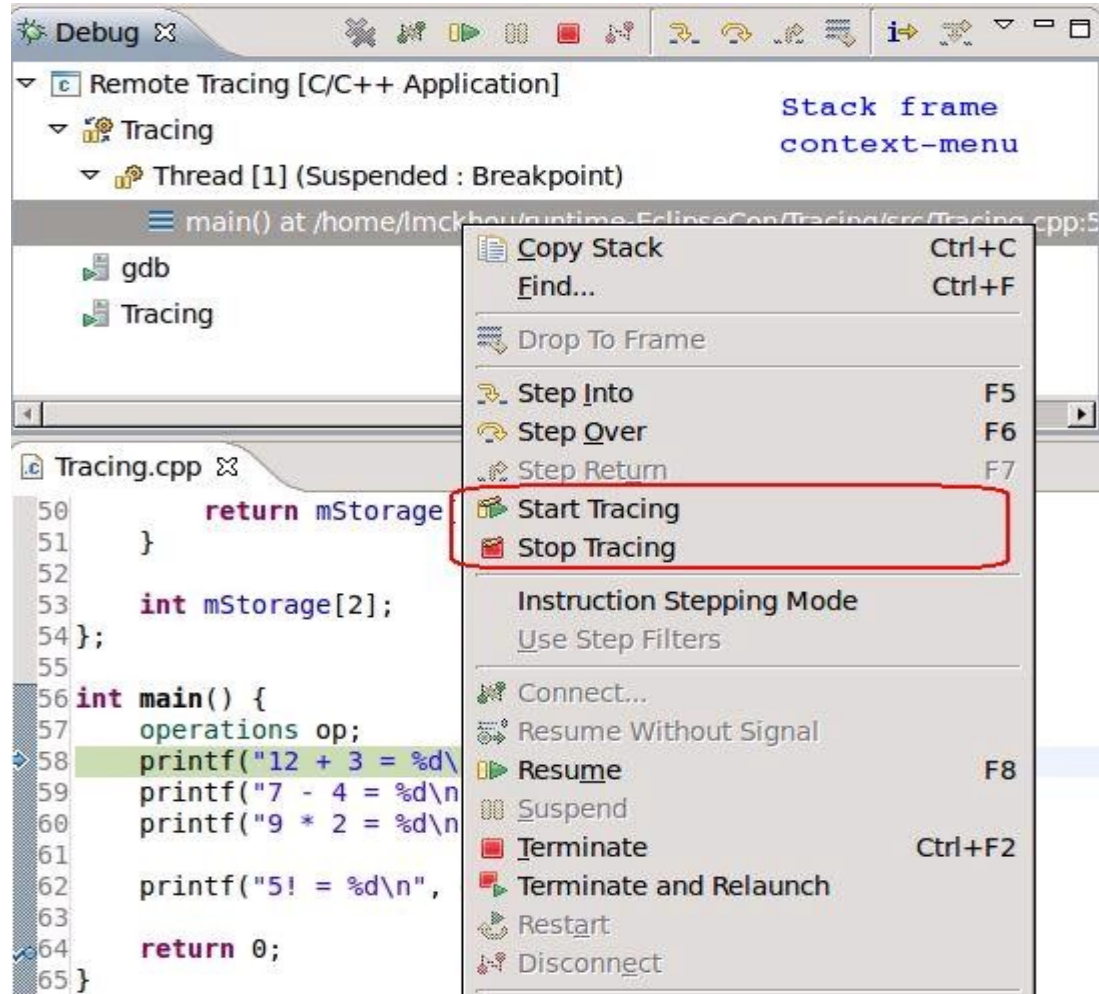 Debug
Remote Tracing [C/C++ Application]
Stack frame
context-menu
Tracing
Thread [1] (Suspended : Breakpoint)
main() at /home/lmckhou/runtime-EclipseCon/Tracing/src/Tracing.cpp:5
gdb
Tracing
Copy Stack Ctrl+C
Find... Ctrl+F
Drop To Frame
Step Into F5
Step Over F6
Step Return F7
Start Tracing
Stop Tracing
Instruction Stepping Mode
Use Step Filters
Connect...
Resume Without Signal
Resume F8
Suspend
Terminate Ctrl+F2
Terminate and Relaunch
Restart
Disconnect
Tracing.cpp
50 return mStorage[
51 }
52
53 int mStorage[2];
54 };
55
56 int main() {
57 operations op;
58 printf("12 + 3 = %d\
59 printf("7 - 4 = %d\n
60 printf("9 * 2 = %d\n
61
62 printf("5! = %d\n",
63
64 return 0;
65 }